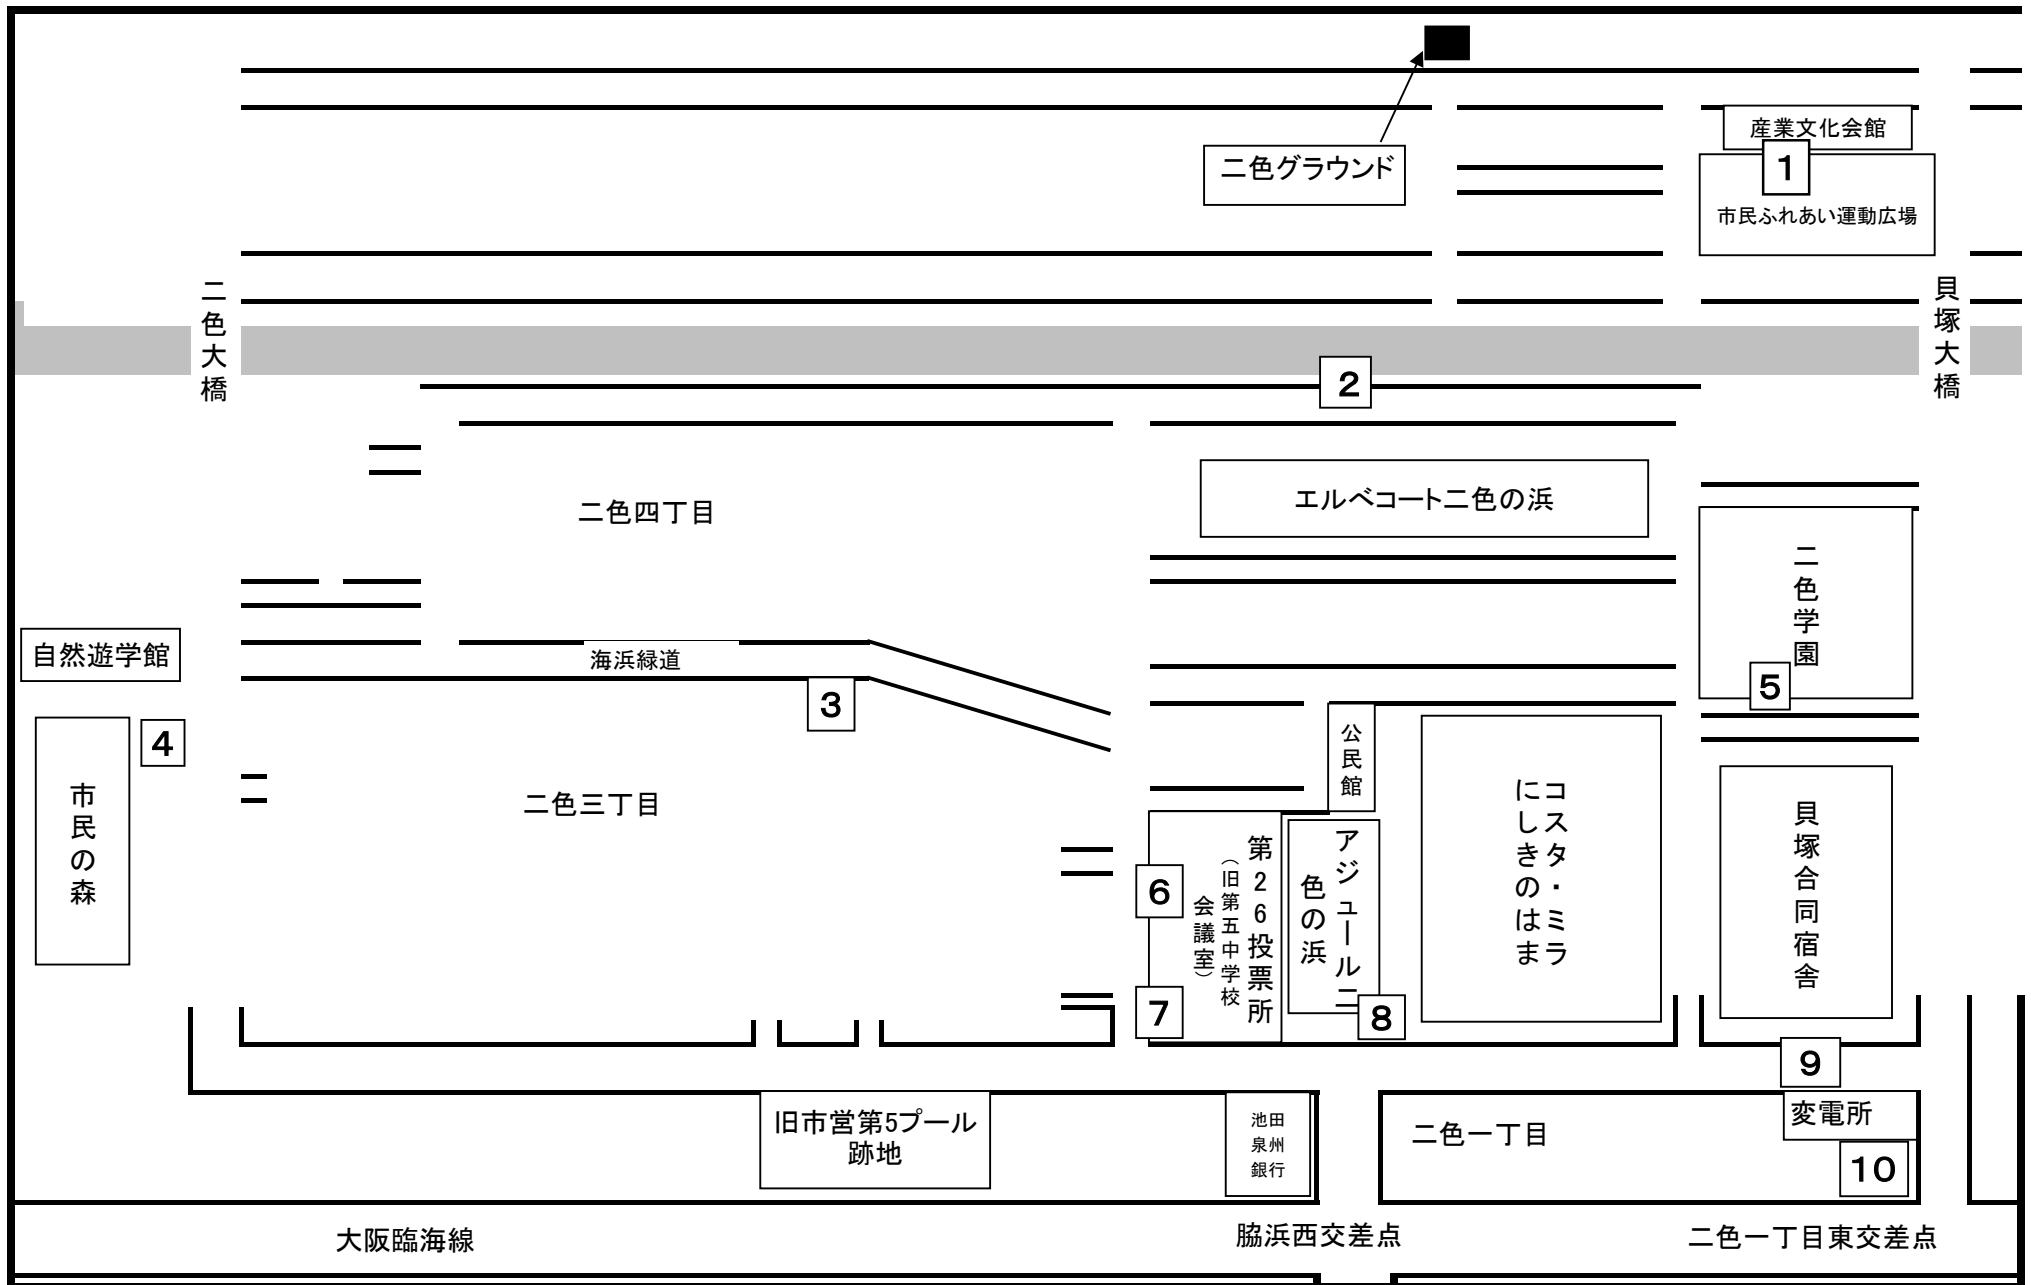 産業文化会館
1
二色グラウンド
市民ふれあい運動広場
二色大橋
貝塚大橋
2
エルベコート二色の浜
二色四丁目
二色学園
自然遊学館
海浜緑道
3
5
4
公民館
市民の森
二色三丁目
コスタ・ミラ
にしきのはま
貝塚合同宿舎
第26投票所
（旧第五中学校
会議室）
アジュール二
色の浜
6
7
8
9
旧市営第5プール
跡地
池田
泉州
銀行
二色一丁目
変電所
10
大阪臨海線
脇浜西交差点
二色一丁目東交差点